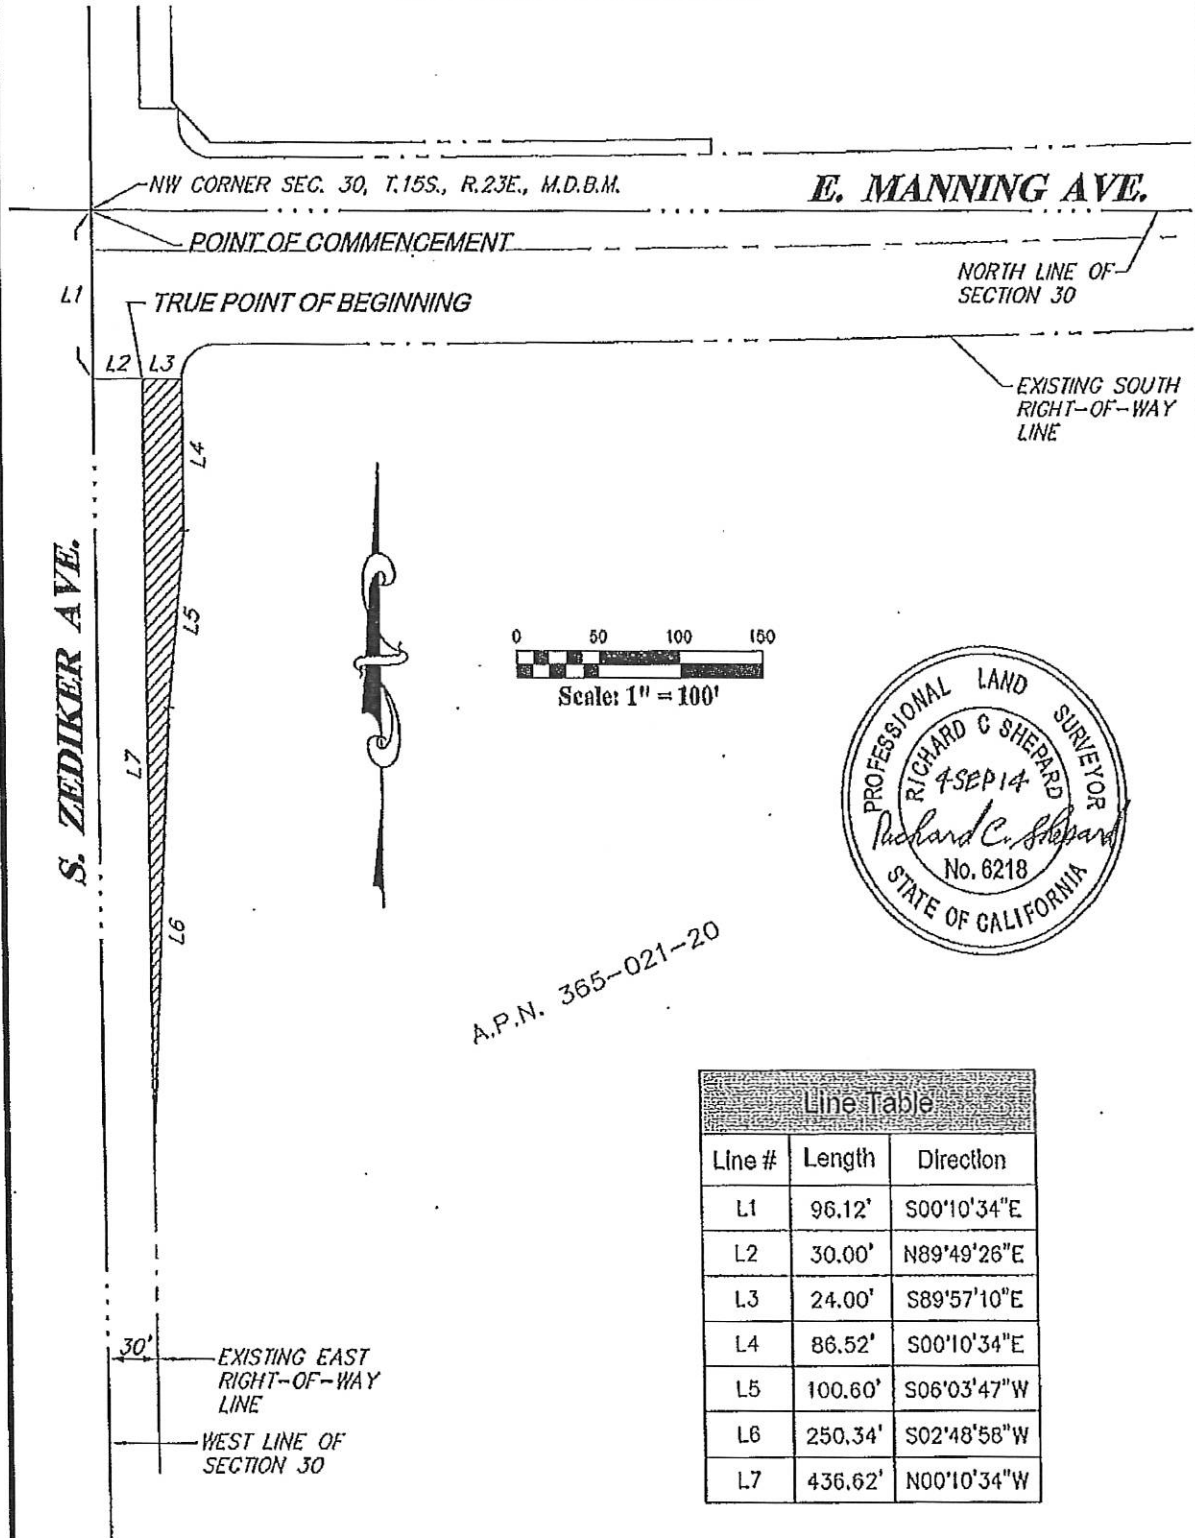 NW CORNER SEC. 30, T.15S., R.23E., M.D.B.M.
E. MANNING AVE.
POINT OF COMMENCEMENT
NORTH LINE OF
SECTION 30
L1
TRUE POINT OF BEGINNING
L2
L3
EXISTING SOUTH
RIGHT-OF-WAY
LINE
L4
S. ZEDIKER AVE.
L5
L7
L6
0 50 100 150
Scale: 1" = 100'
PROFESSIONAL LAND SURVEYOR
RICHARD C SHEPARD
4SEP14
Richard C. Shepard
No. 6218
STATE OF CALIFORNIA
A.P.N. 365-021-20
Line Table
Line # Length Direction
L1 96.12' S00°10'34"E
L2 30.00' N89°49'26"E
L3 24.00' S89°57'10"E
L4 86.52' S00°10'34"E
L5 100.60' S06°03'47"W
L6 250.34' S02°48'58"W
L7 436.62' N00°10'34"W
30'
EXISTING EAST
RIGHT-OF-WAY
LINE
WEST LINE OF
SECTION 30